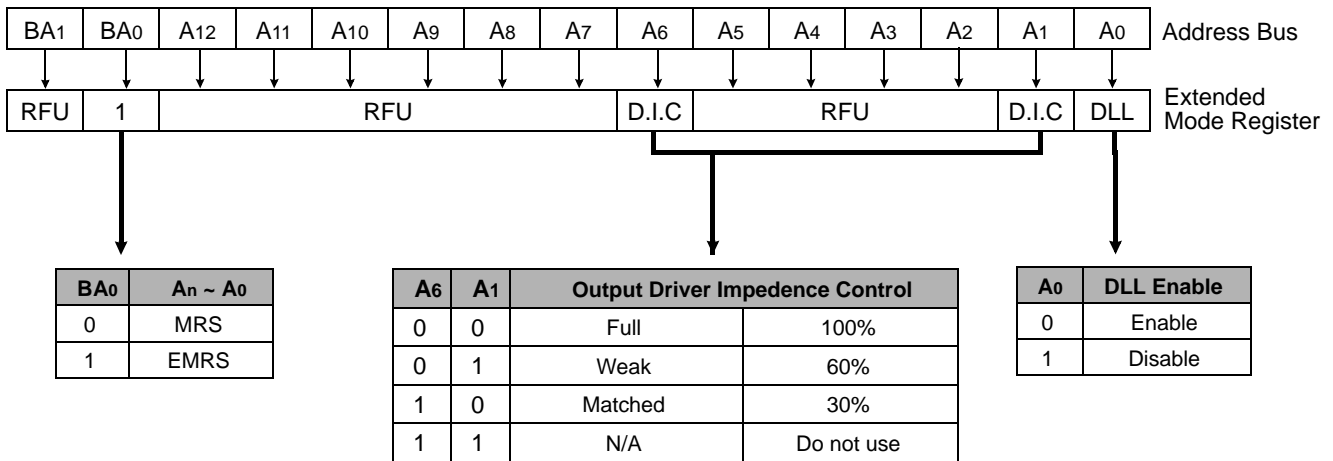 BA1 BA0 A12 A11 A10 A9 A8 A7 A6 A5 A4 A3 A2 A1 A0 Address Bus
RFU 1 RFU D.I.C RFU D.I.C DLL Extended
Mode Register
BA0 An ~ A0
0 MRS
1 EMRS
A6 A1 Output Driver Impedence Control
0 0 Full 100%
0 1 Weak 60%
1 0 Matched 30%
1 1 N/A Do not use
A0 DLL Enable
0 Enable
1 Disable